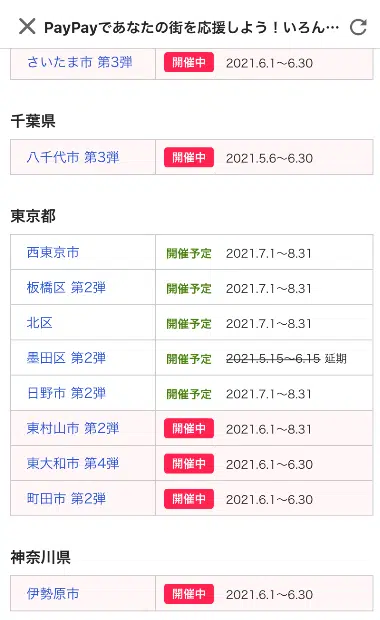 PayPayであなたの街を応援しよう！いろん…
さいたま市 第3弾 開催中 2021.6.1〜6.30
千葉県
八千代市 第3弾 開催中 2021.5.6〜6.30
東京都
西東京市 開催予定 2021.7.1〜8.31
板橋区 第2弾 開催予定 2021.7.1〜8.31
北区 開催予定 2021.7.1〜8.31
墨田区 第2弾 開催予定 2021.5.15〜6.15 延期
日野市 第2弾 開催予定 2021.7.1〜8.31
東村山市 第2弾 開催中 2021.6.1〜8.31
東大和市 第4弾 開催中 2021.6.1〜6.30
町田市 第2弾 開催中 2021.6.1〜6.30
神奈川県
伊勢原市 開催中 2021.6.1〜6.30